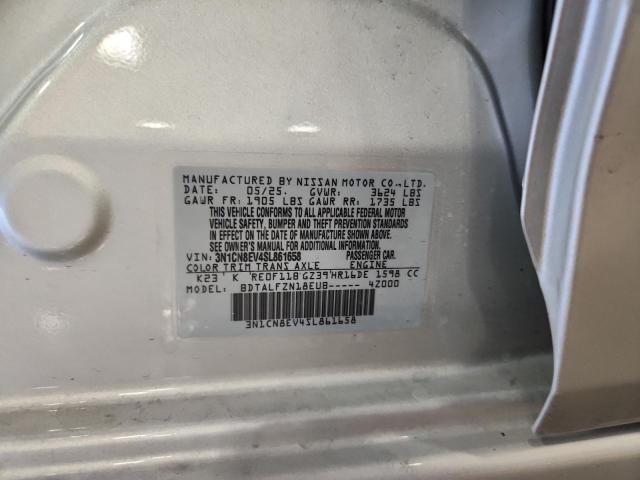 MANUFACTURED BY NISSAN MOTOR CO.,LTD.
DATE: 05/25. GVWR: 3624 LBS
GAWR FR: 1905 LBS GAWR RR: 1735 LBS
THIS VEHICLE CONFORMS TO ALL APPLICABLE FEDERAL MOTOR
VEHICLE SAFETY, BUMPER AND THEFT PREVENTION STANDARDS
IN EFFECT ON THE DATE OF MANUFACTURE SHOWN ABOVE.
SEE OWNER'S MANUAL FOR ADDITIONAL INFORMATION.
VIN: 3N1CN8EV4SL861658 PASSENGER CAR.
COLOR TRIM TRANS AXLE ENGINE
K23 ' K 'RE0F11B GZ39'HR16DE 1598 CC
MODEL: BDTALFZN18EUB----- 4Z000
3N1CN8EV4SL861658